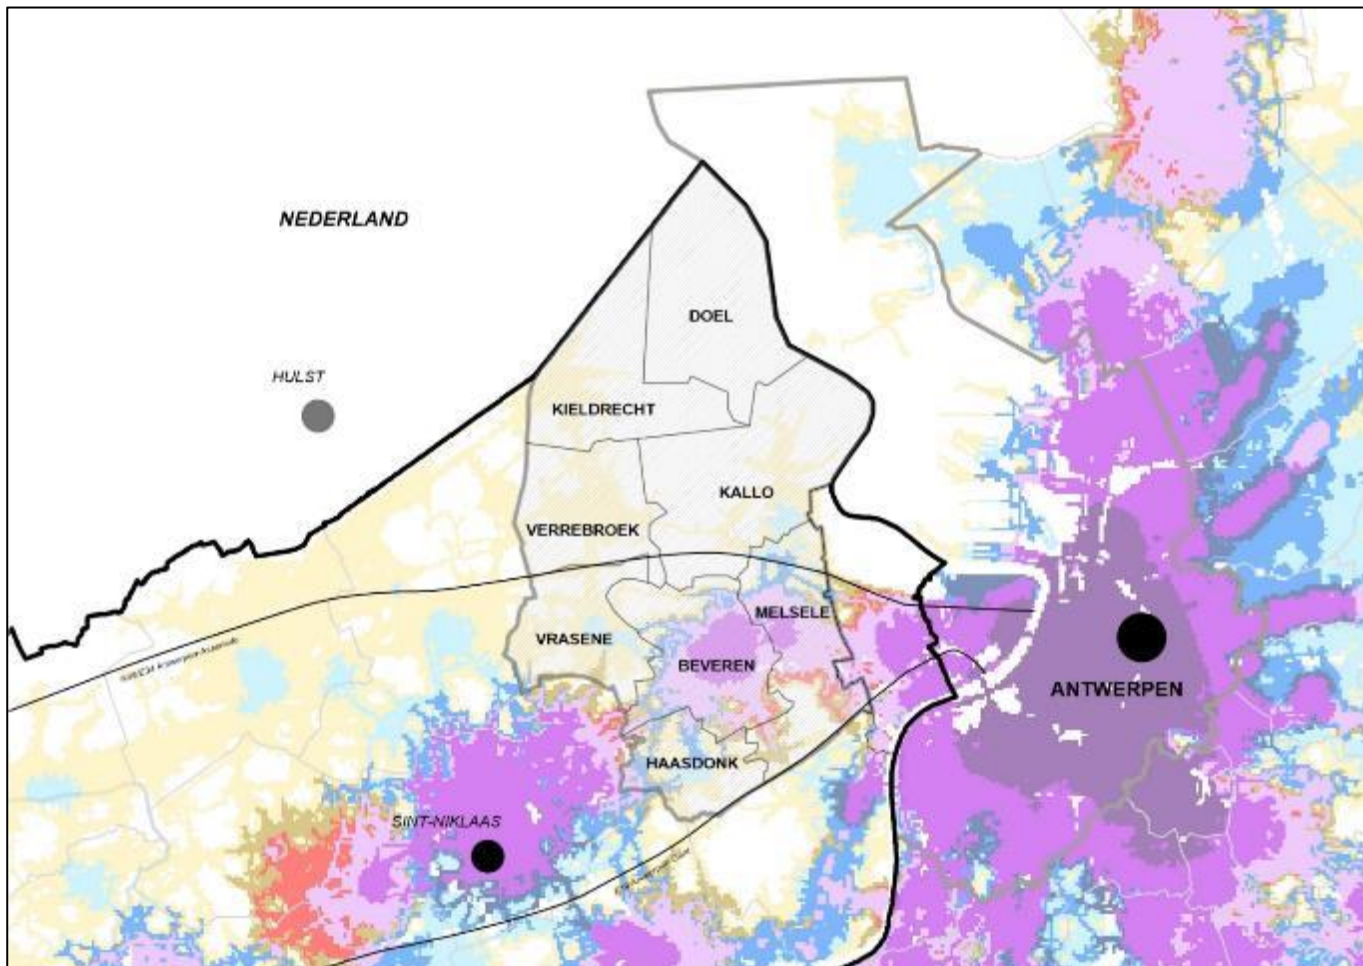 NEDERLAND
DOEL
HULST
KIELDRECHT
KALLO
VERREBROEK
MELSELE
VRASENE
BEVEREN
ANTWERPEN
HAASDONK
SINT-NIKLAAS